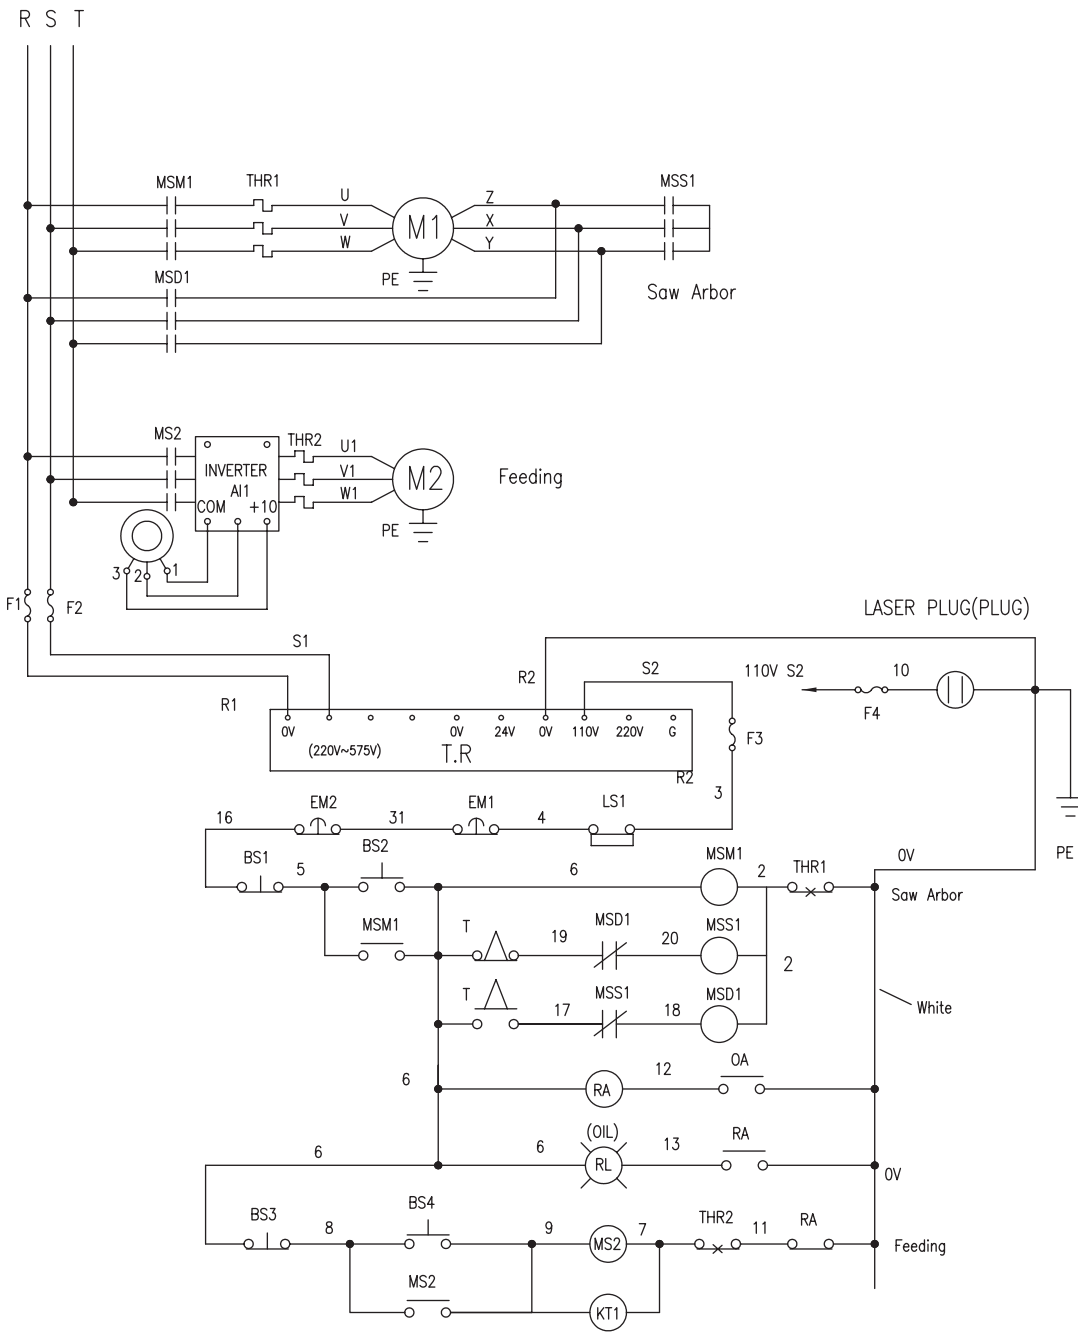 R S T
MSM1 THR1 U Z MSS1
V M1 X
W Y
PE
MSD1
Saw Arbor
MS2 THR2 U1
INVERTER V1 M2 Feeding
AI1
COM +10 W1
PE
3 2 1
F1 F2
LASER PLUG(PLUG)
S1
R2 S2 110V S2 10
R1 F4
0V 0V 24V 0V 110V 220V G
(220V~575V) T.R
F3
R2
3
16 EM2 31 EM1 4 LS1
PE
BS1 5 BS2 6 MSM1 2 THR1 0V
Saw Arbor
MSM1 T 19 MSD1 20 MSS1
2
T 17 MSS1 18 MSD1
White
6 RA 12 OA
(OIL)
6 6 RL 13 RA
0V
BS3 8 BS4 9 MS2 7 THR2 11 RA
Feeding
MS2 KT1